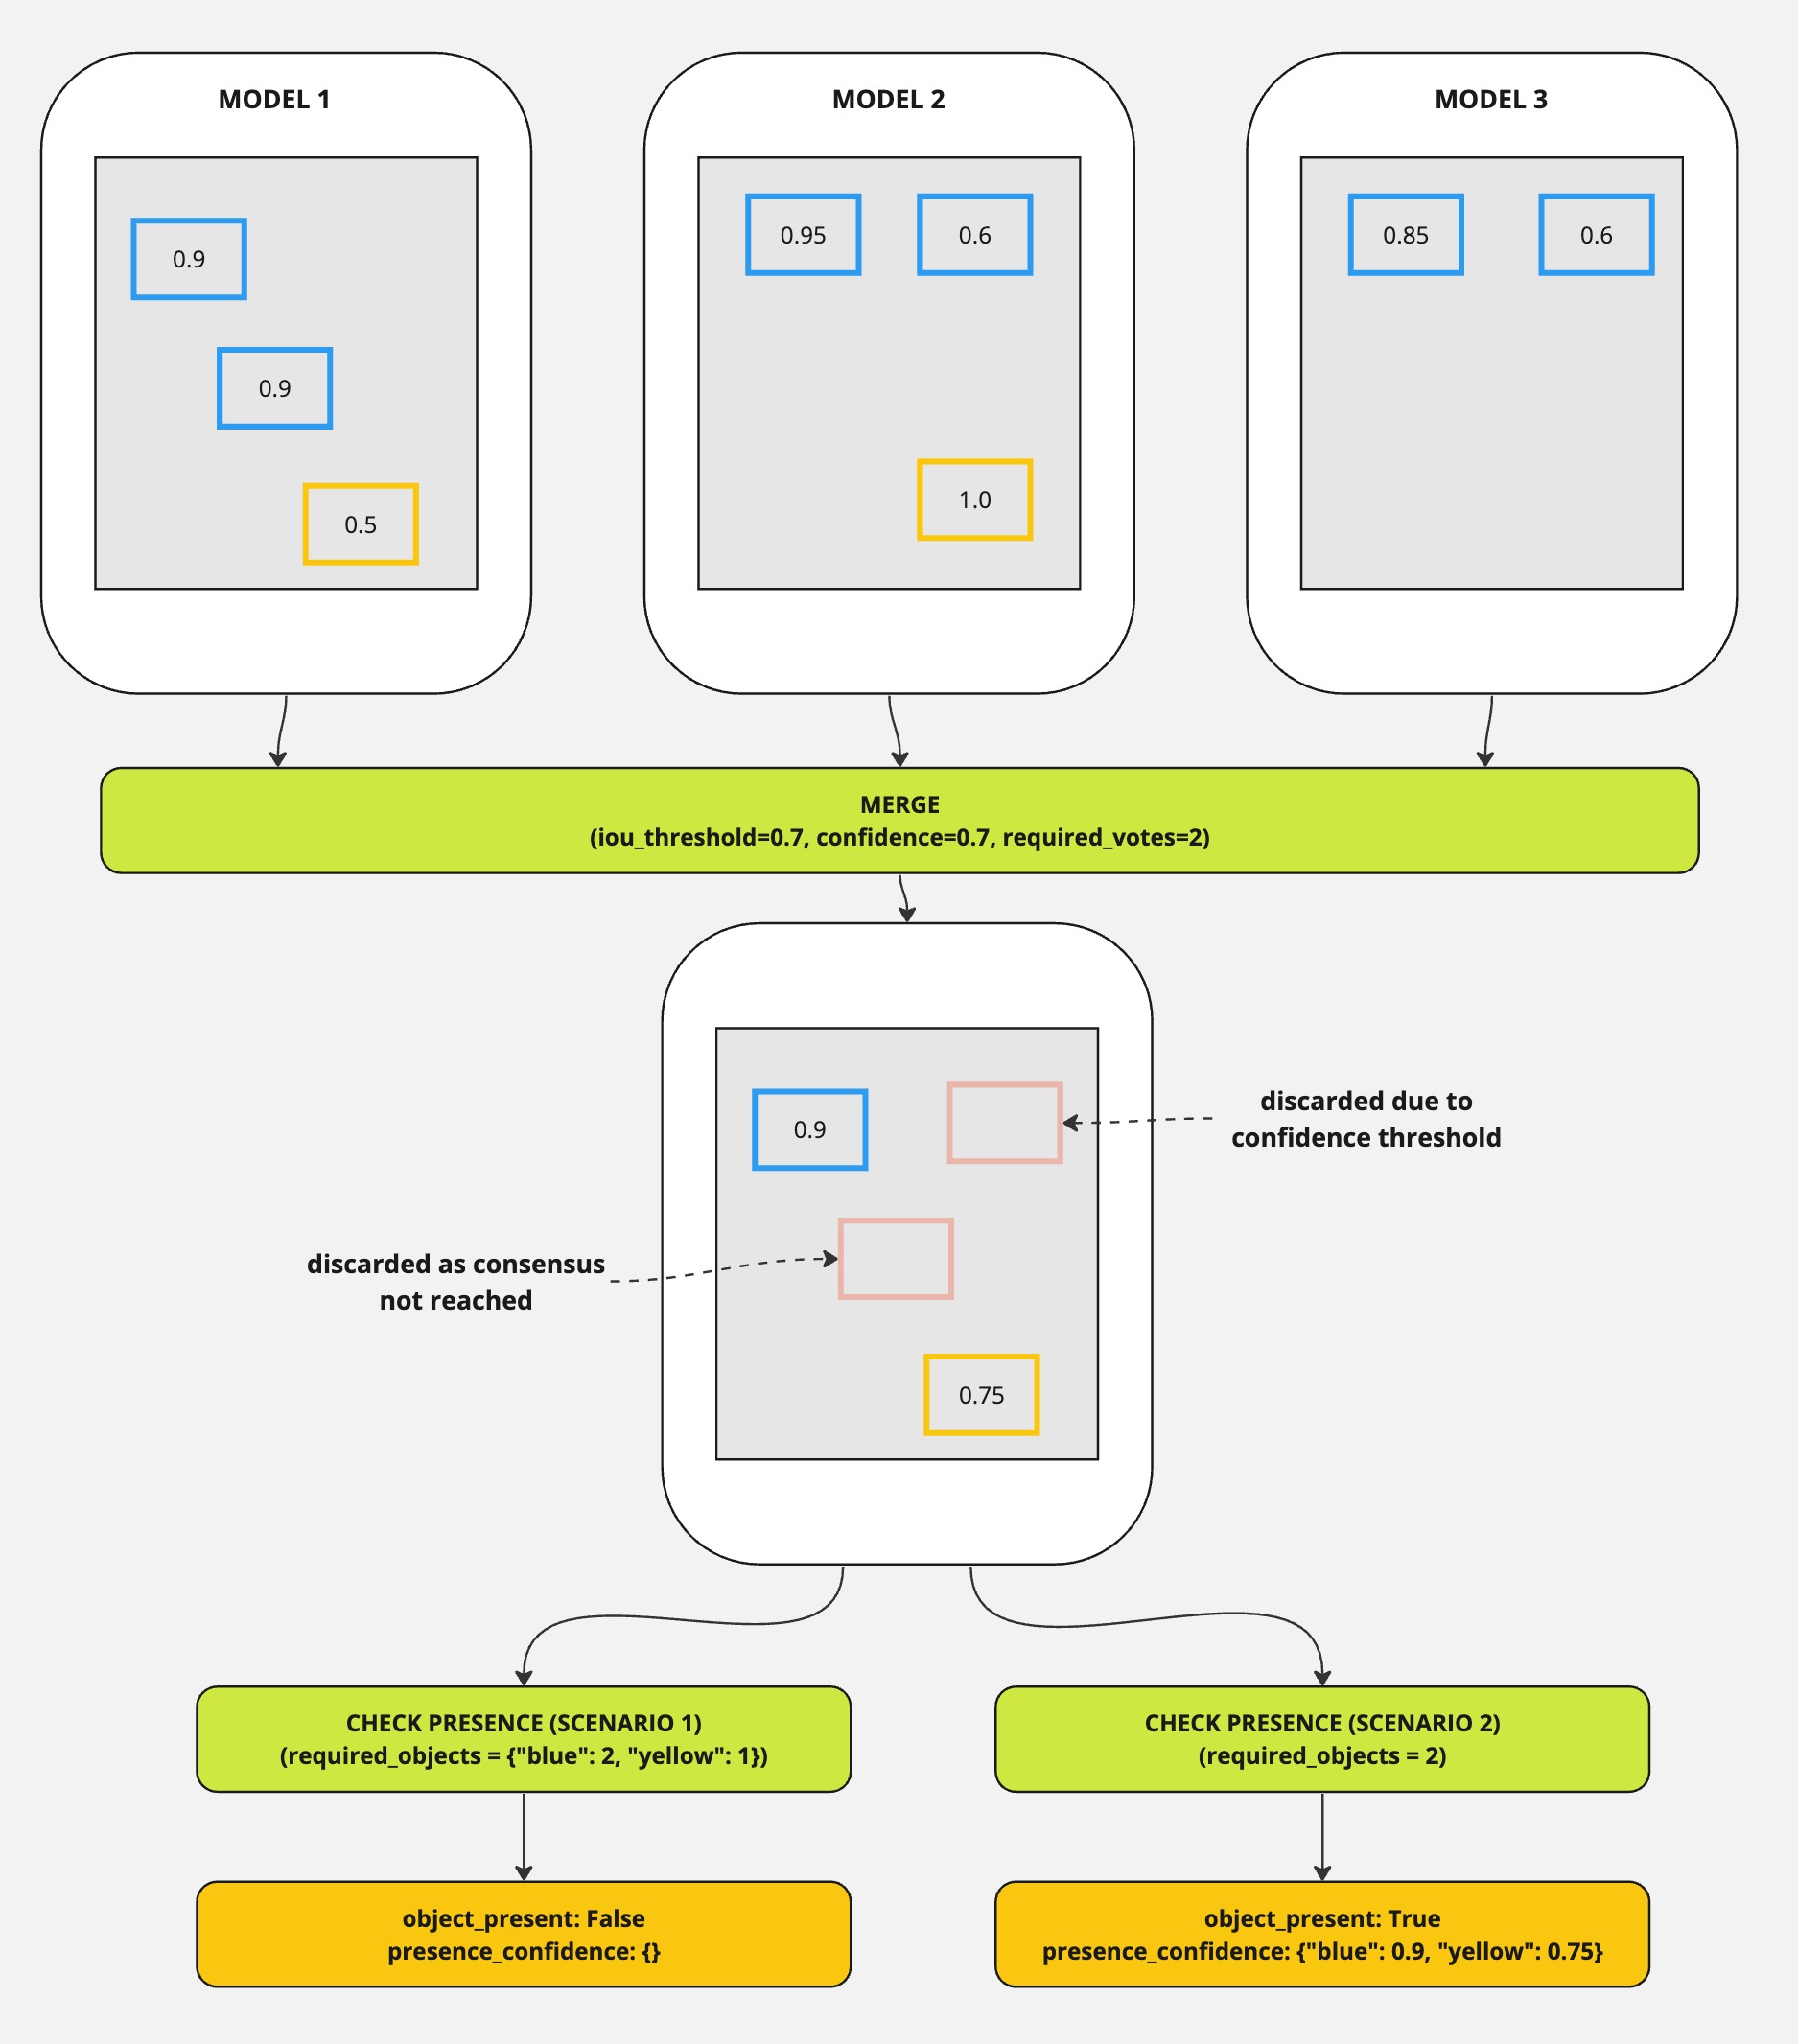 MODEL 1
MODEL 2
MODEL 3
0.9
0.9
0.5
0.95
0.6
1.0
0.85
0.6
MERGE
(iou_threshold=0.7, confidence=0.7, required_votes=2)
0.9
discarded due to
confidence threshold
discarded as consensus
not reached
0.75
CHECK PRESENCE (SCENARIO 1)
(required_objects = {"blue": 2, "yellow": 1})
CHECK PRESENCE (SCENARIO 2)
(required_objects = 2)
object_present: False
presence_confidence: {}
object_present: True
presence_confidence: {"blue": 0.9, "yellow": 0.75}